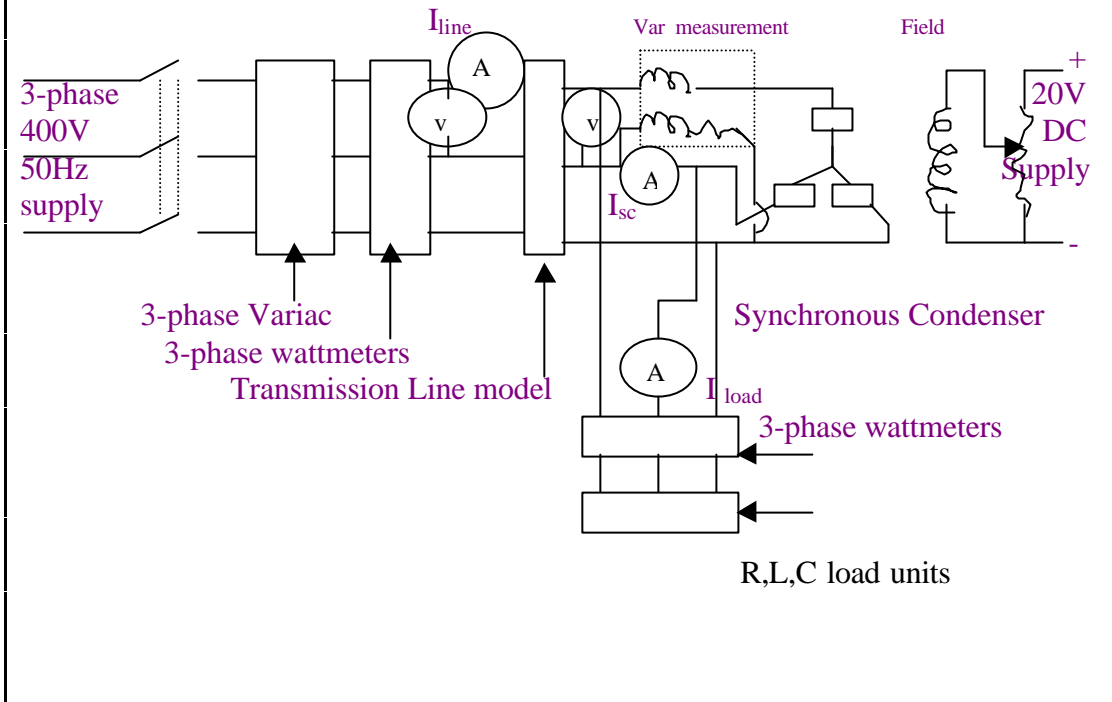 I line
Var measurement
Field
A
+
3-phase
20V
400V
v
v
DC
50Hz
Supply
supply
A
I sc
-
3-phase Variac
Synchronous Condenser
3-phase wattmeters
A
Transmission Line model
I load
3-phase wattmeters
R,L,C load units